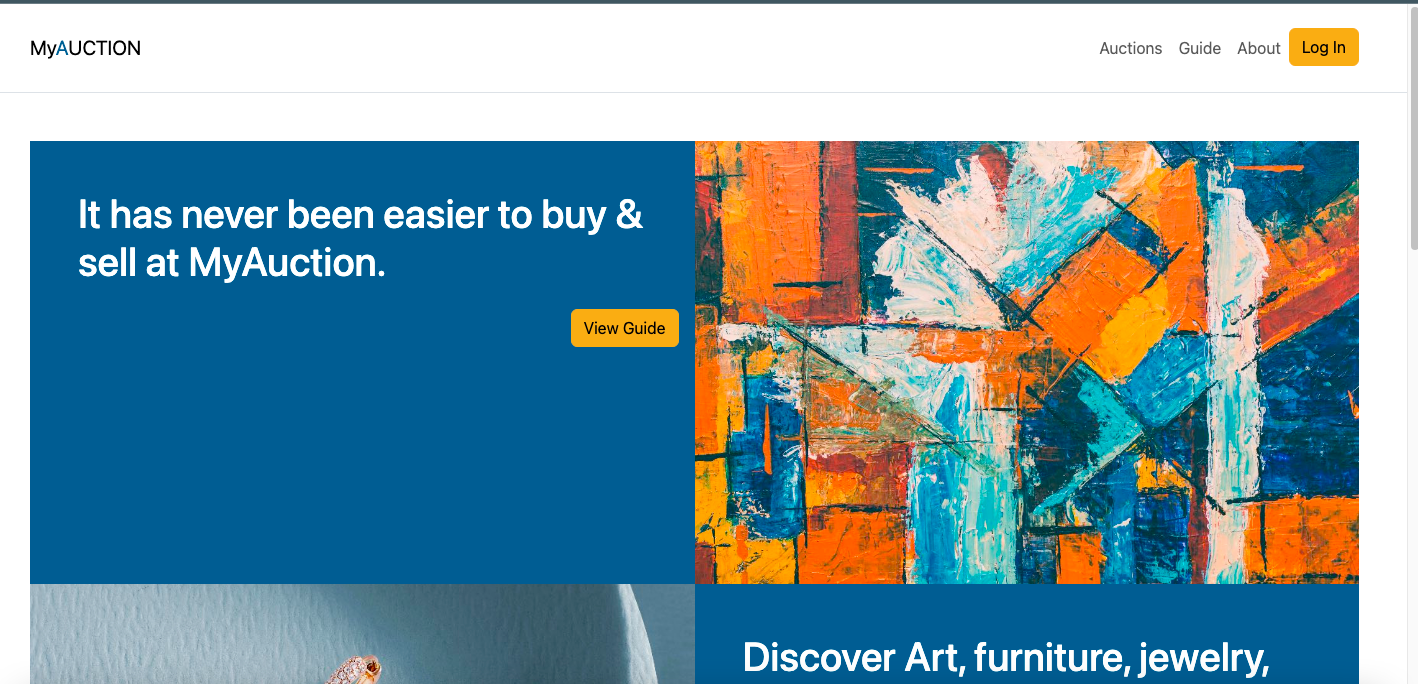 MyAUCTION
Auctions Guide About Log In
It has never been easier to buy &
sell at MyAuction.
View Guide
Discover Art, furniture, jewelry,